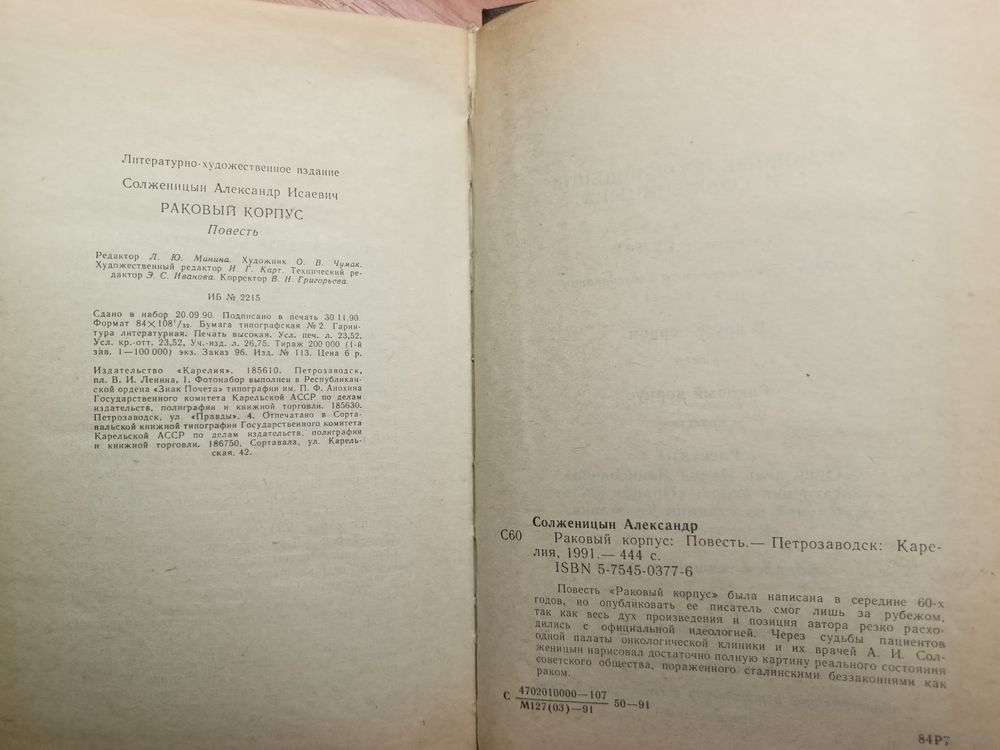 Литературно-художественное издание
Солженицын Александр Исаевич
РАКОВЫЙ КОРПУС
Повесть
Редактор Л. Ю. Минина. Художник О. В. Чумак.
Художественный редактор И. Г. Карт. Технический ре-
дактор Э. С. Иванова. Корректор В. Н. Григорьева.
ИБ № 2215
Сдано в набор 20.09 90. Подписано в печать 30.11.90.
Формат 84×108¹/₃₂. Бумага типографская № 2. Гарни-
тура литературная. Печать высокая. Усл. печ. л. 23,52.
Усл. кр.-отт. 23,52, Уч.-изд. л. 26,75. Тираж 200 000 (1-й
зав. 1—100 000) экз. Заказ 96. Изд. № 113. Цена 6 р.
Издательство «Карелия». 185610. Петрозаводск,
пл. В. И. Ленина, 1. Фотонабор выполнен в Республикан-
ской ордена «Знак Почета» типографии им. П. Ф. Анохина
Государственного комитета Карельской АССР по делам
издательств, полиграфии и книжной торговли. 185630.
Петрозаводск, ул. «Правды», 4. Отпечатано в Сорта-
вальской книжной типографии Государственного комитета
Карельской АССР по делам издательств, полиграфии
и книжной торговли. 186750, Сортавала, ул. Карель-
ская, 42.
Солженицын Александр
С60 Раковый корпус: Повесть.— Петрозаводск: Каре-
лия, 1991.— 444 с.
ISBN 5-7545-0377-6
Повесть «Раковый корпус» была написана в середине 60-х
годов, но опубликовать ее писатель смог лишь за рубежом,
так как весь дух произведения и позиция автора резко расхо-
дились с официальной идеологией. Через судьбы пациентов
одной палаты онкологической клиники и их врачей А. И. Сол-
женицын нарисовал достаточно полную картину реального состояния
советского общества, пораженного сталинскими беззакониями как
раком.
С 4702010000—107
М127(03)—91 50—91
84Р7